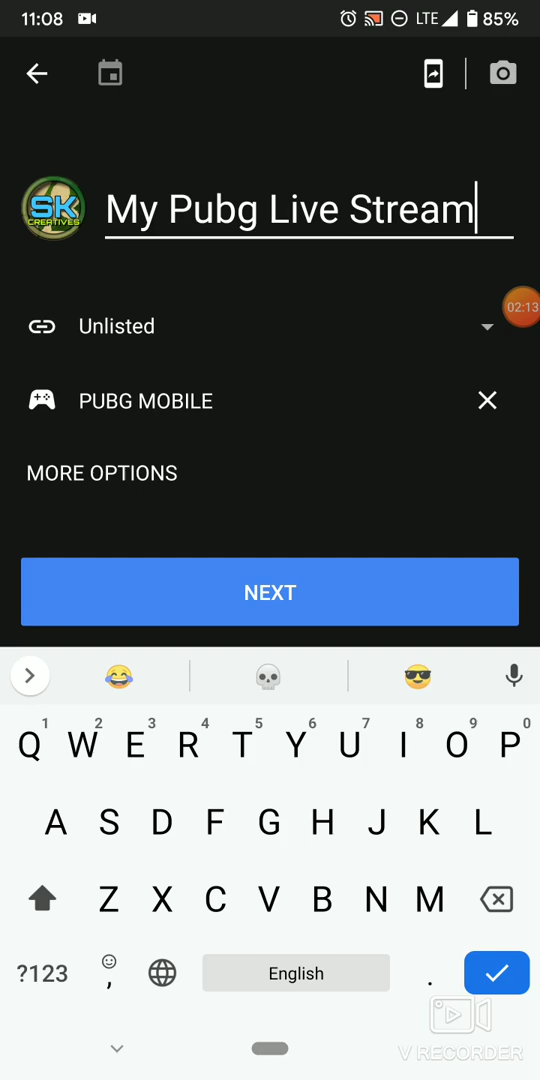 11:08 LTE 85%
SK
CREATIVES
My Pubg Live Stream
02:13
Unlisted
PUBG MOBILE
MORE OPTIONS
NEXT
1 2 3 4 5 6 7 8 9 0
Q W E R T Y U I O P
A S D F G H J K L
Z X C V B N M
?123 , English .
V RECORDER